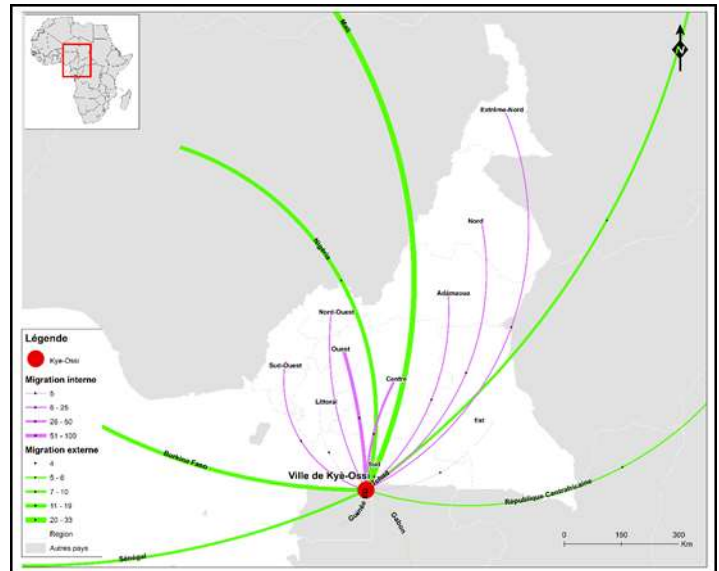 Mali
N
Extrême-Nord
Nord
Nigéria
Adamaoua
Nord-Ouest
Ouest
Sud-Ouest
Centre
Littoral
Est
Sud
Burkina Faso
Ville de Kyè-Ossi
Tchad
République Centrafricaine
Guinée
Gabon
Sénégal
Légende
Kye-Ossi
Migration interne
5
6 - 25
26 - 50
51 - 100
Migration externe
4
5 - 6
7 - 10
11 - 19
20 - 33
Région
Autres pays
0 150 300
Km